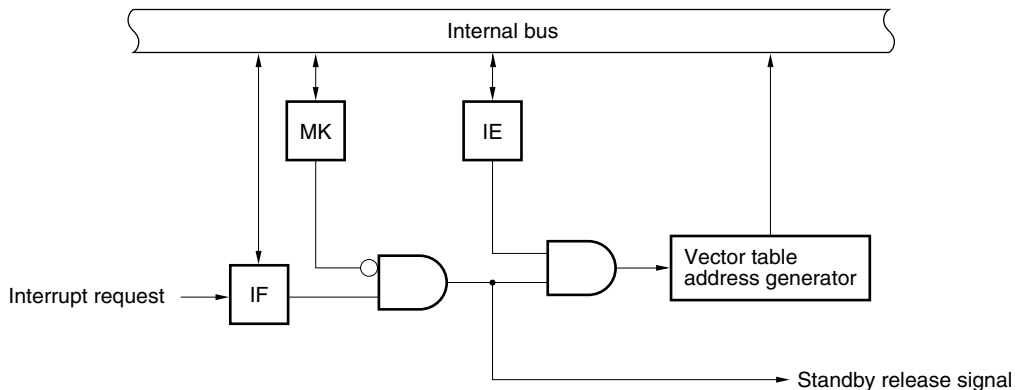 Internal bus
MK
IE
Vector table
address generator
Interrupt request
IF
Standby release signal